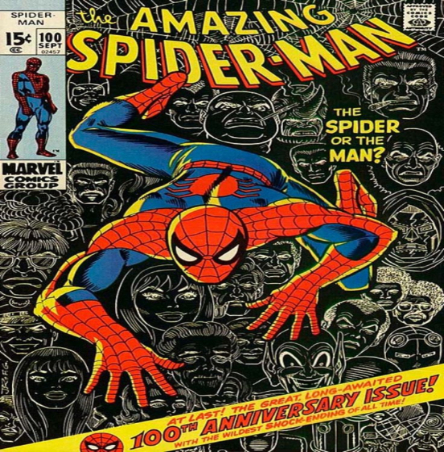 SPIDER-
MAN
15¢ 100
SEPT
02457
the AMAZING
SPIDER-MAN
MARVEL
COMICS
GROUP
THE
SPIDER
OR THE
MAN?
AT LAST! THE GREAT, LONG-AWAITED
100TH ANNIVERSARY ISSUE!
WITH THE WILDEST SHOCK-ENDING OF ALL TIME!